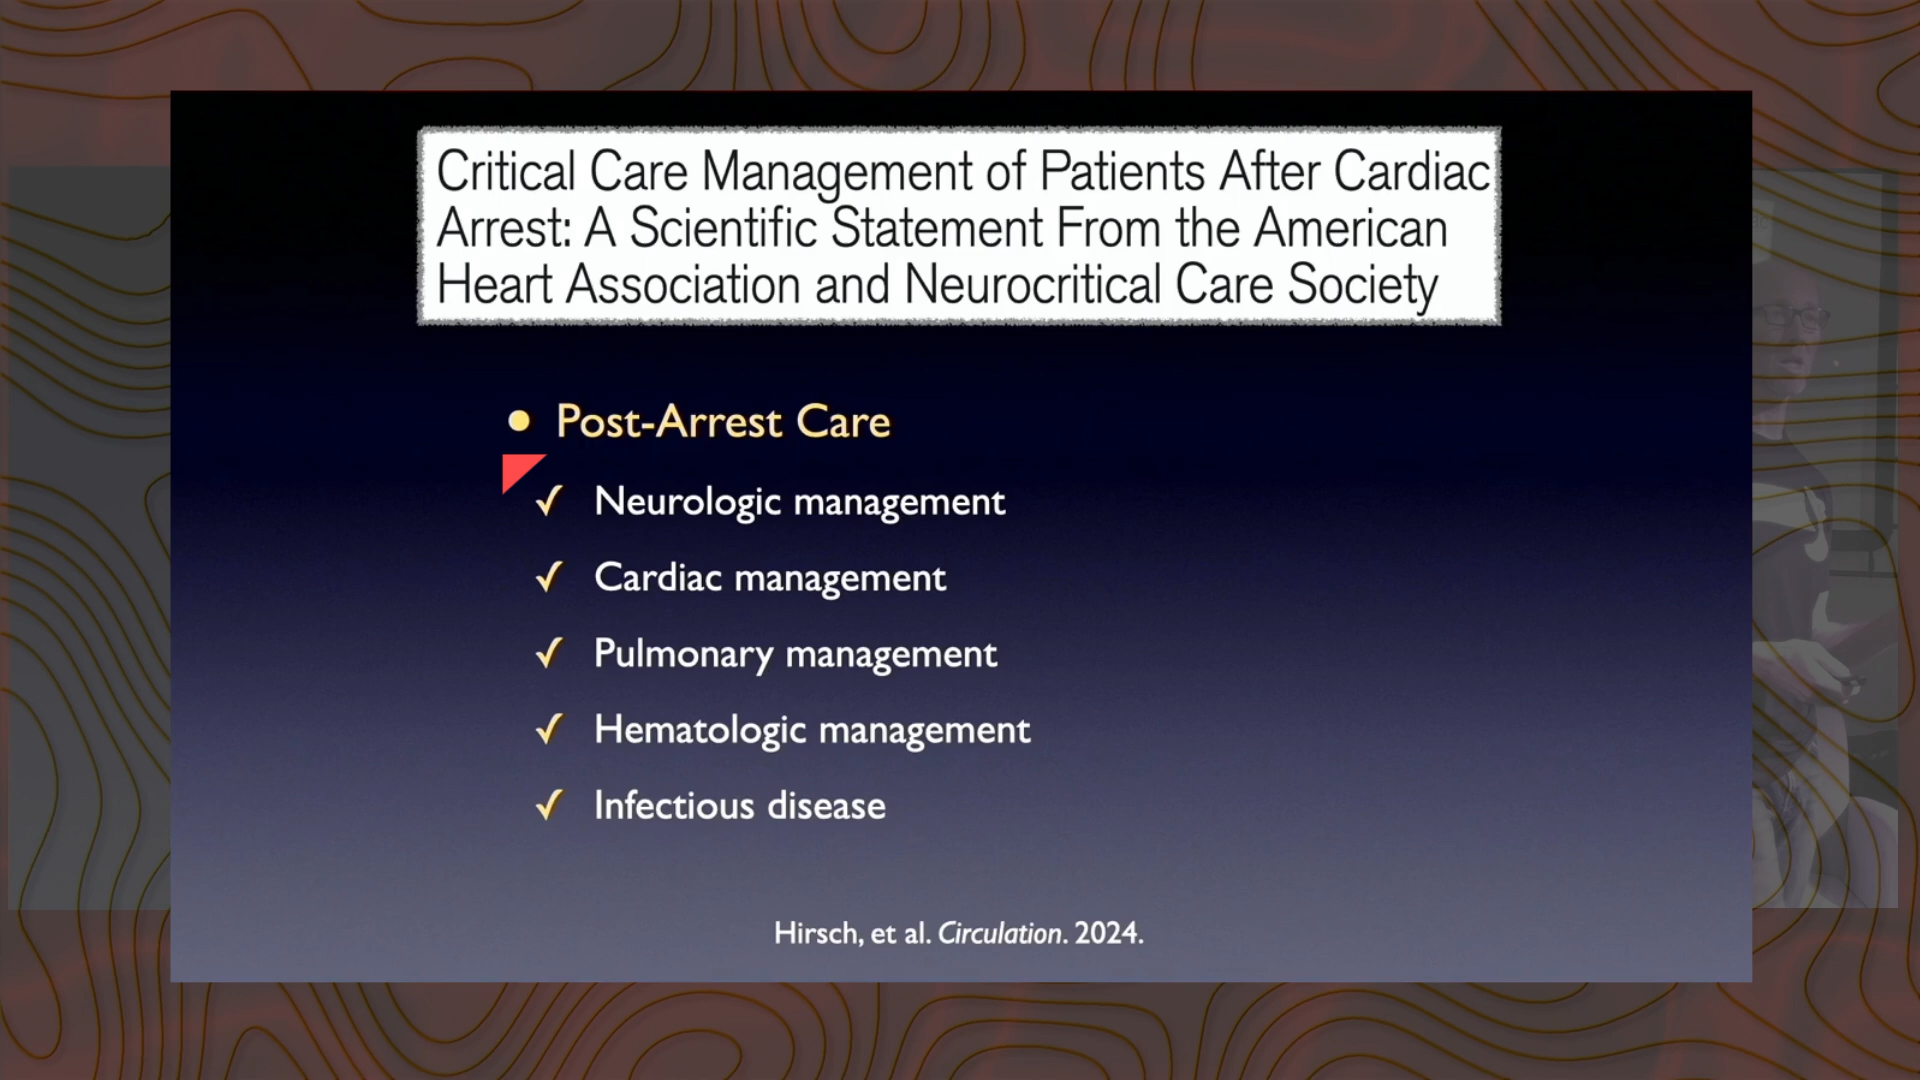 Critical Care Management of Patients After Cardiac
Arrest: A Scientific Statement From the American
Heart Association and Neurocritical Care Society
• Post-Arrest Care
✓ Neurologic management
✓ Cardiac management
✓ Pulmonary management
✓ Hematologic management
✓ Infectious disease
Hirsch, et al. Circulation. 2024.